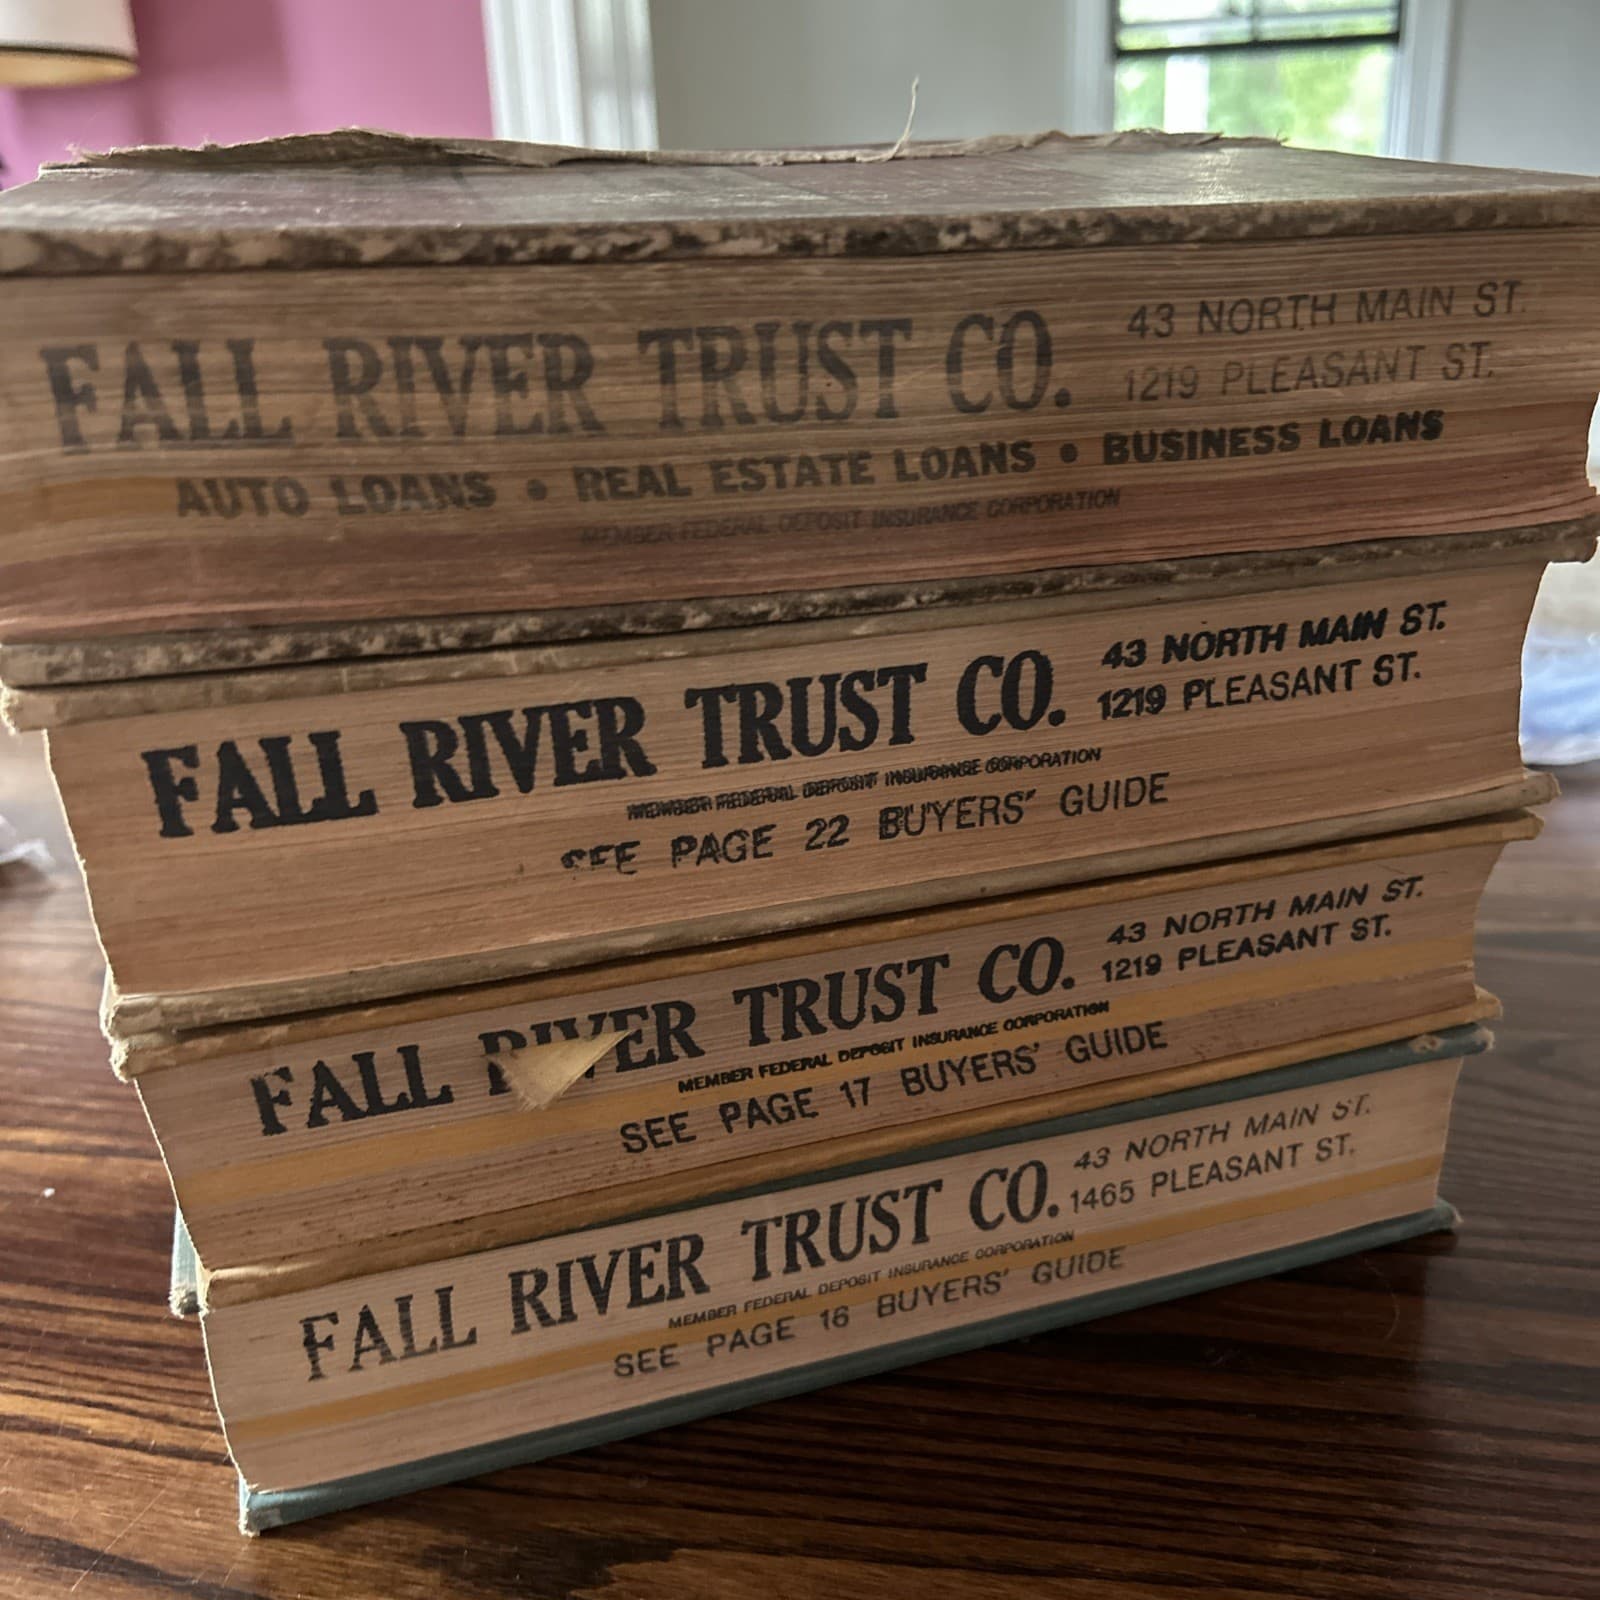 FALL RIVER TRUST CO.
43 NORTH MAIN ST.
1219 PLEASANT ST.
AUTO LOANS • REAL ESTATE LOANS • BUSINESS LOANS
MEMBER FEDERAL DEPOSIT INSURANCE CORPORATION
FALL RIVER TRUST CO.
43 NORTH MAIN ST.
1219 PLEASANT ST.
MEMBER FEDERAL DEPOSIT INSURANCE CORPORATION
SEE PAGE 22 BUYERS' GUIDE
FALL RIVER TRUST CO.
43 NORTH MAIN ST.
1219 PLEASANT ST.
MEMBER FEDERAL DEPOSIT INSURANCE CORPORATION
SEE PAGE 17 BUYERS' GUIDE
FALL RIVER TRUST CO.
43 NORTH MAIN ST.
1465 PLEASANT ST.
MEMBER FEDERAL DEPOSIT INSURANCE CORPORATION
SEE PAGE 16 BUYERS' GUIDE